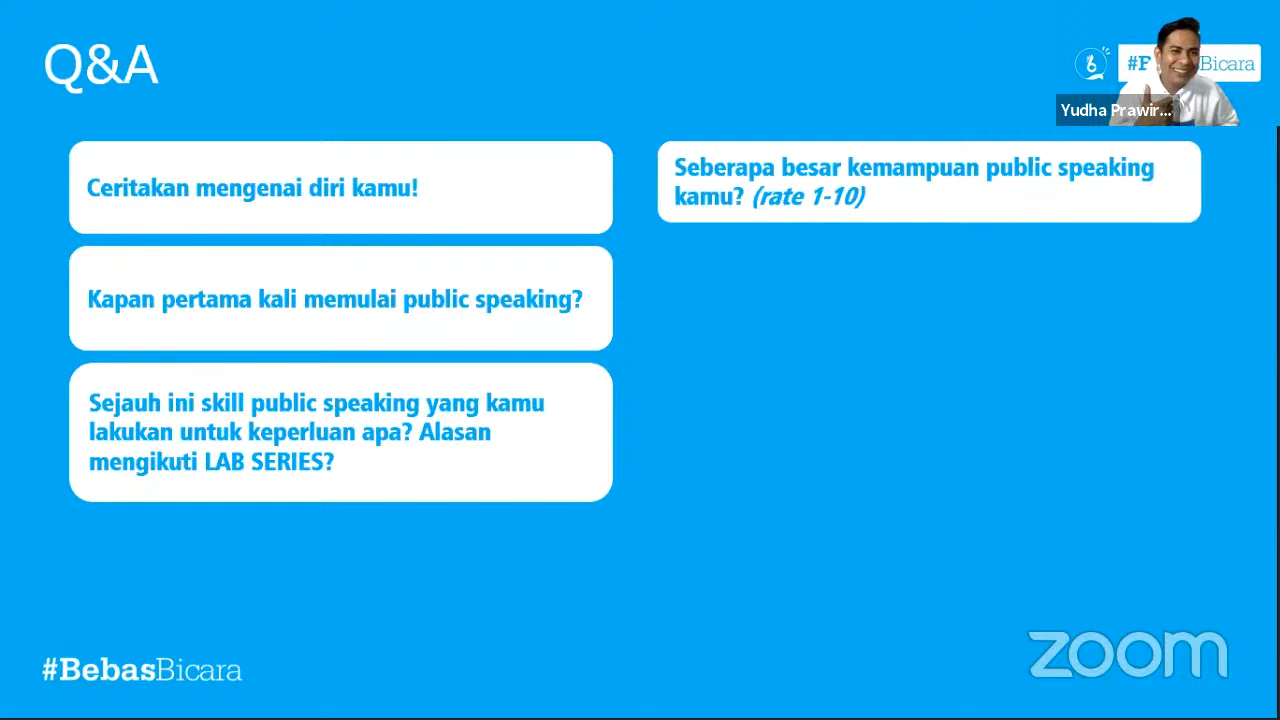 Q&A
#F Bicara
Yudha Prawir...
Ceritakan mengenai diri kamu!
Kapan pertama kali memulai public speaking?
Sejauh ini skill public speaking yang kamu
lakukan untuk keperluan apa? Alasan
mengikuti LAB SERIES?
Seberapa besar kemampuan public speaking
kamu? (rate 1-10)
#BebasBicara
zoom